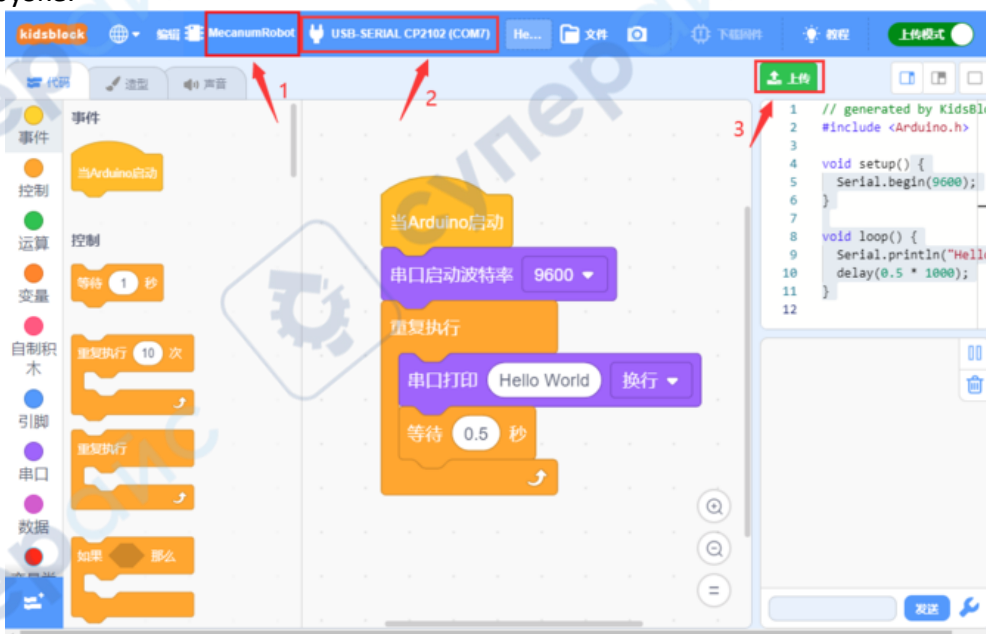 kidsblock
编辑
MecanumRobot
USB-SERIAL CP2102 (COM7)
He...
文件
下载固件
教程
上传模式
代码
造型
声音
上传
1
2
3
事件
控制
运算
变量
自制积
木
引脚
串口
数据
事件
当Arduino启动
控制
等待 1 秒
重复执行 10 次
重复执行
如果 那么
当Arduino启动
串口启动波特率 9600
重复执行
串口打印 Hello World 换行
等待 0.5 秒
1 // generated by KidsBlo
2 #include <Arduino.h>
3
4 void setup() {
5 Serial.begin(9600);
6 }
7
8 void loop() {
9 Serial.println("Hello
10 delay(0.5 * 1000);
11 }
12
发送